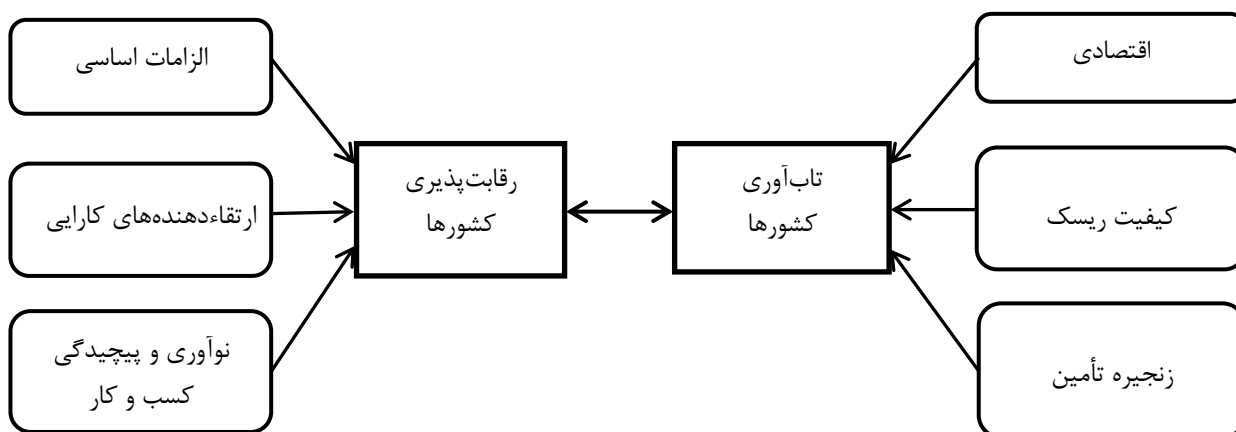 الزامات اساسی
ارتقاءدهنده‌های کارایی
نوآوری و پیچیدگی
کسب و کار
رقابت‌پذیری
کشورها
تاب‌آوری
کشورها
اقتصادی
کیفیت ریسک
زنجیره تأمین